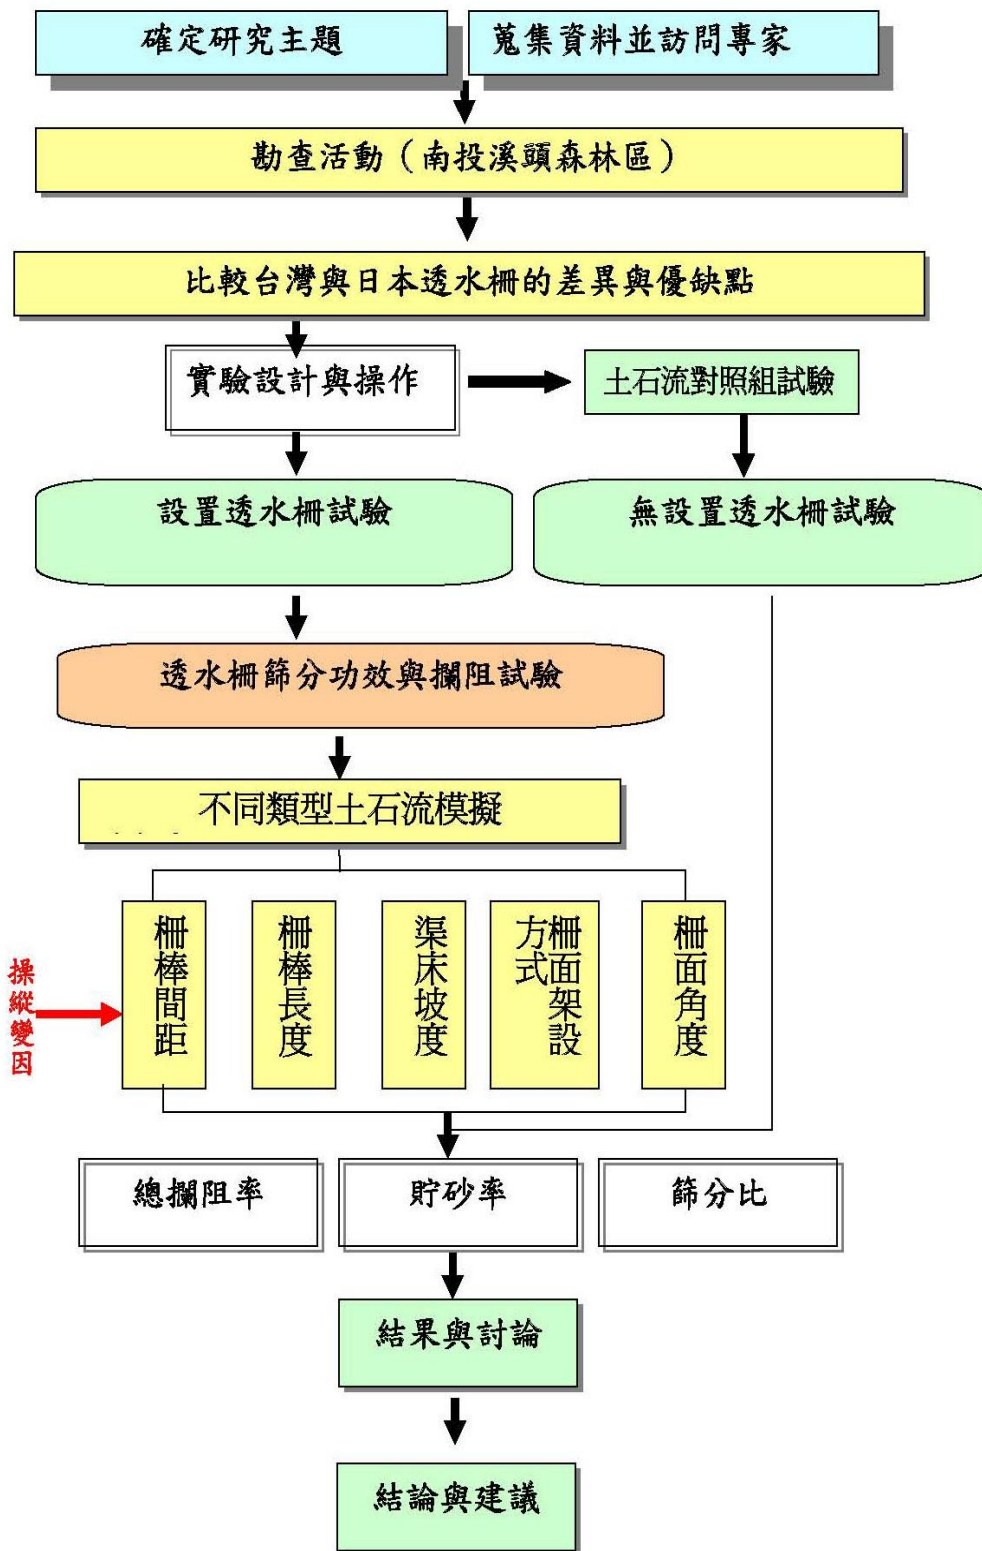 確定研究主題
蒐集資料並訪問專家
勘查活動（南投溪頭森林區）
比較台灣與日本透水柵的差異與優缺點
實驗設計與操作
土石流對照組試驗
設置透水柵試驗
無設置透水柵試驗
透水柵篩分功效與攔阻試驗
不同類型土石流模擬
操縱變因
柵棒間距
柵棒長度
渠床坡度
柵面架設
方式
柵面角度
總攔阻率
貯砂率
篩分比
結果與討論
結論與建議